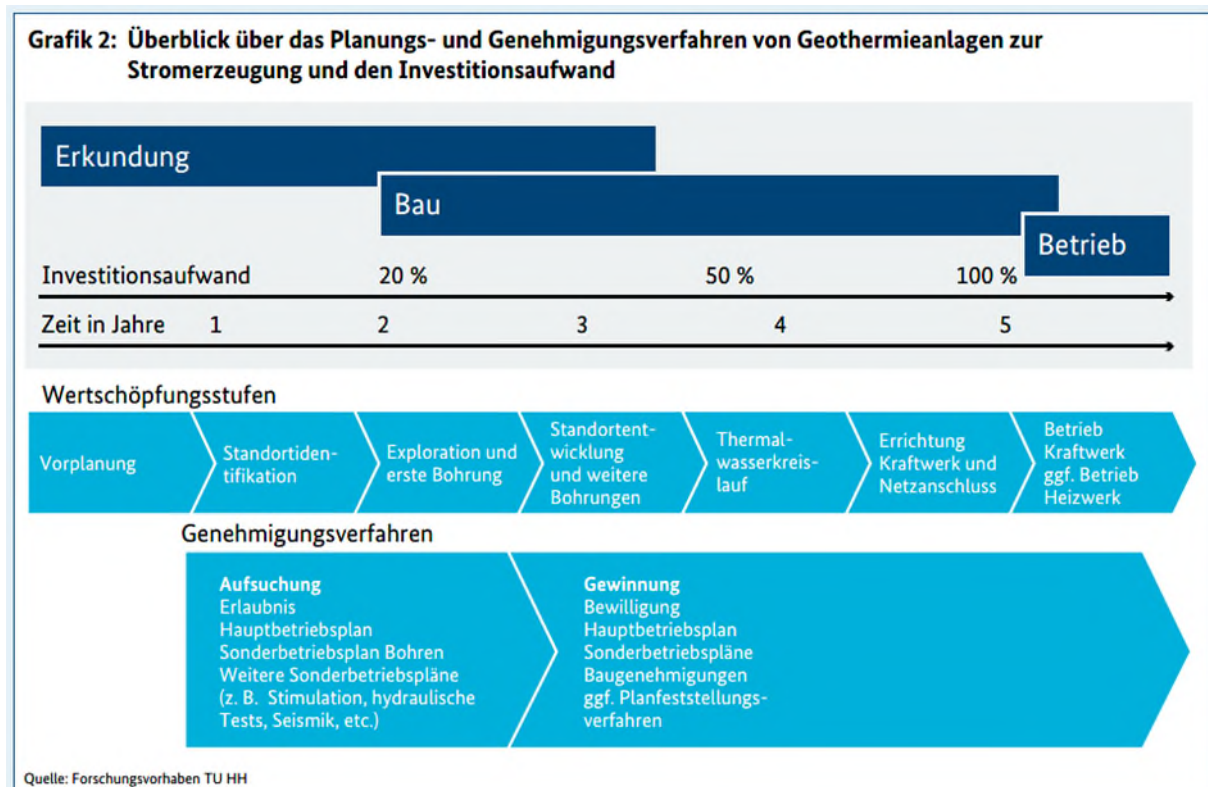 Grafik 2: Überblick über das Planungs- und Genehmigungsverfahren von Geothermieanlagen zur
Stromerzeugung und den Investitionsaufwand
Erkundung
Bau
Betrieb
Investitionsaufwand 20 % 50 % 100 %
Zeit in Jahre 1 2 3 4 5
Wertschöpfungsstufen
Vorplanung
Standortiden-
tifikation
Exploration und
erste Bohrung
Standortent-
wicklung
und weitere
Bohrungen
Thermal-
wasserkreis-
lauf
Errichtung
Kraftwerk und
Netzanschluss
Betrieb
Kraftwerk
ggf. Betrieb
Heizwerk
Genehmigungsverfahren
Aufsuchung
Erlaubnis
Hauptbetriebsplan
Sonderbetriebsplan Bohren
Weitere Sonderbetriebspläne
(z. B. Stimulation, hydraulische
Tests, Seismik, etc.)
Gewinnung
Bewilligung
Hauptbetriebsplan
Sonderbetriebspläne
Baugenehmigungen
ggf. Planfeststellungs-
verfahren
Quelle: Forschungsvorhaben TU HH